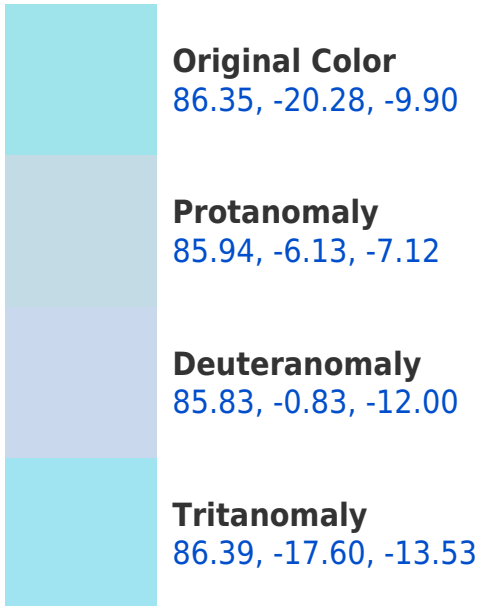 Original Color
86.35, -20.28, -9.90
Protanomaly
85.94, -6.13, -7.12
Deuteranomaly
85.83, -0.83, -12.00
Tritanomaly
86.39, -17.60, -13.53